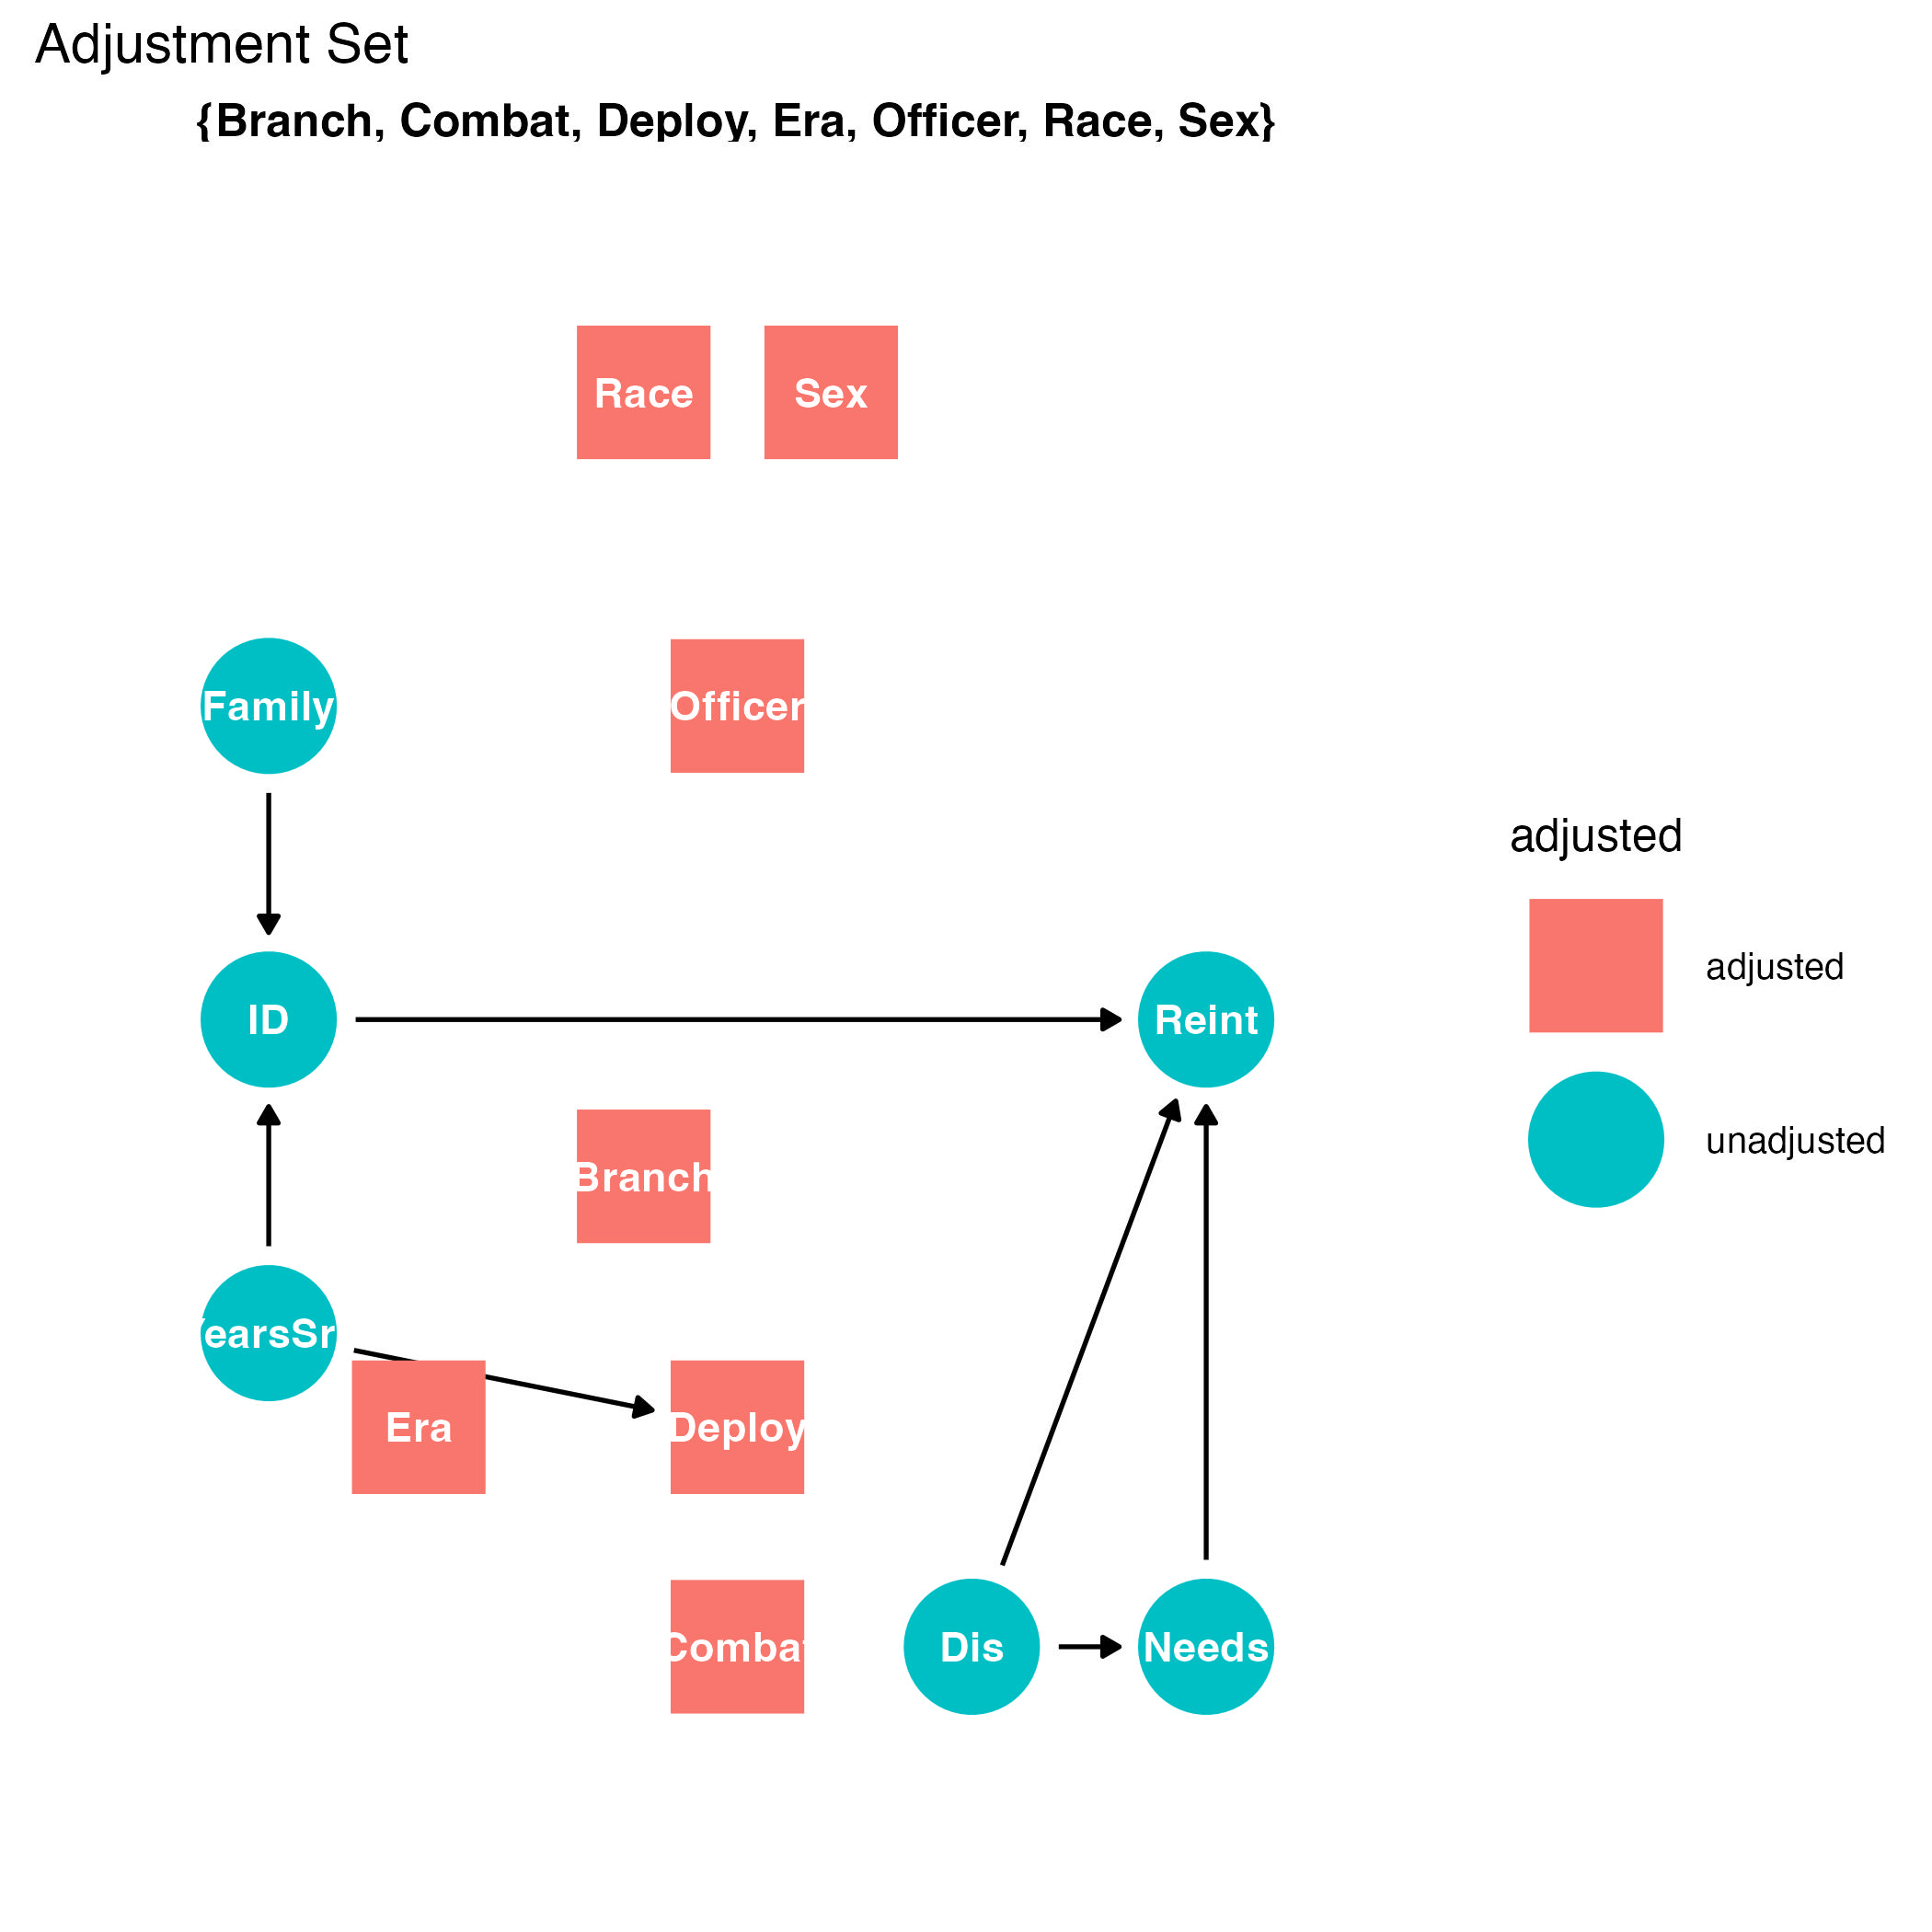 Adjustment Set
{Branch, Combat, Deploy, Era, Officer, Race, Sex}
Race Sex
Family Officer
adjusted
adjusted
ID Reint
unadjusted
Branch
earsSr
Era Deploy
Combat Dis Needs